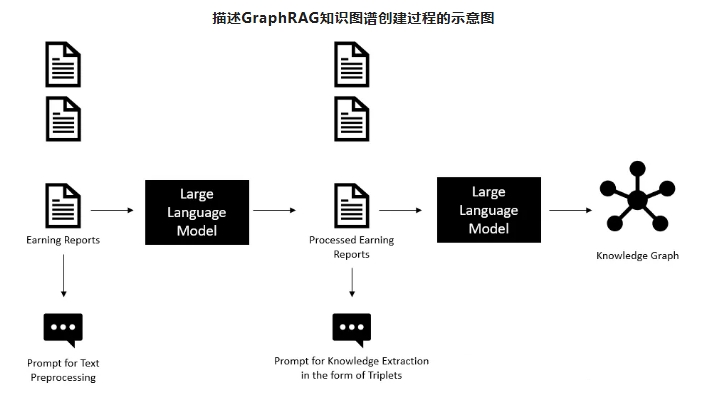 描述GraphRAG知识图谱创建过程的示意图
Large
Language
Model
Large
Language
Model
Earning Reports
Processed Earning
Reports
Knowledge Graph
Prompt for Text
Preprocessing
Prompt for Knowledge Extraction
in the form of Triplets